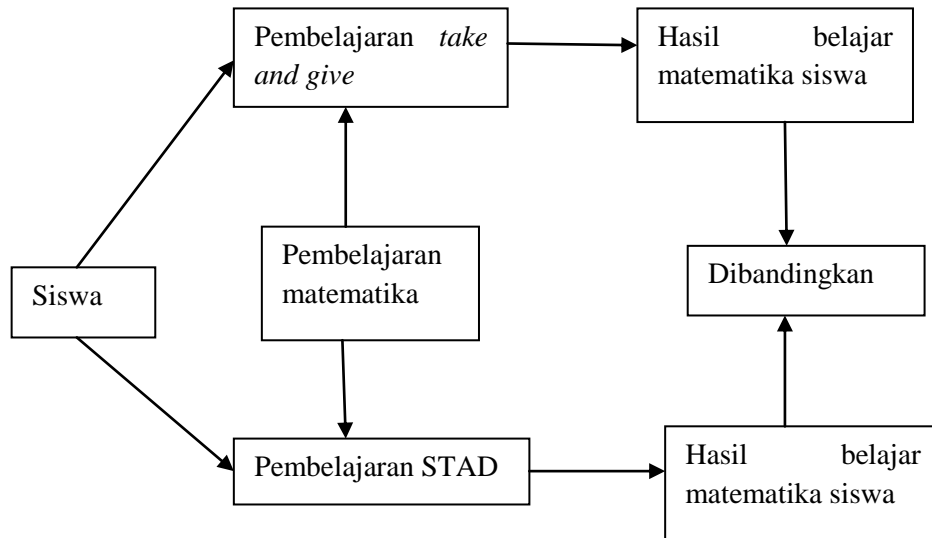 Pembelajaran take
and give
Hasil belajar
matematika siswa
Pembelajaran
matematika
Siswa
Dibandingkan
Pembelajaran STAD
Hasil belajar
matematika siswa